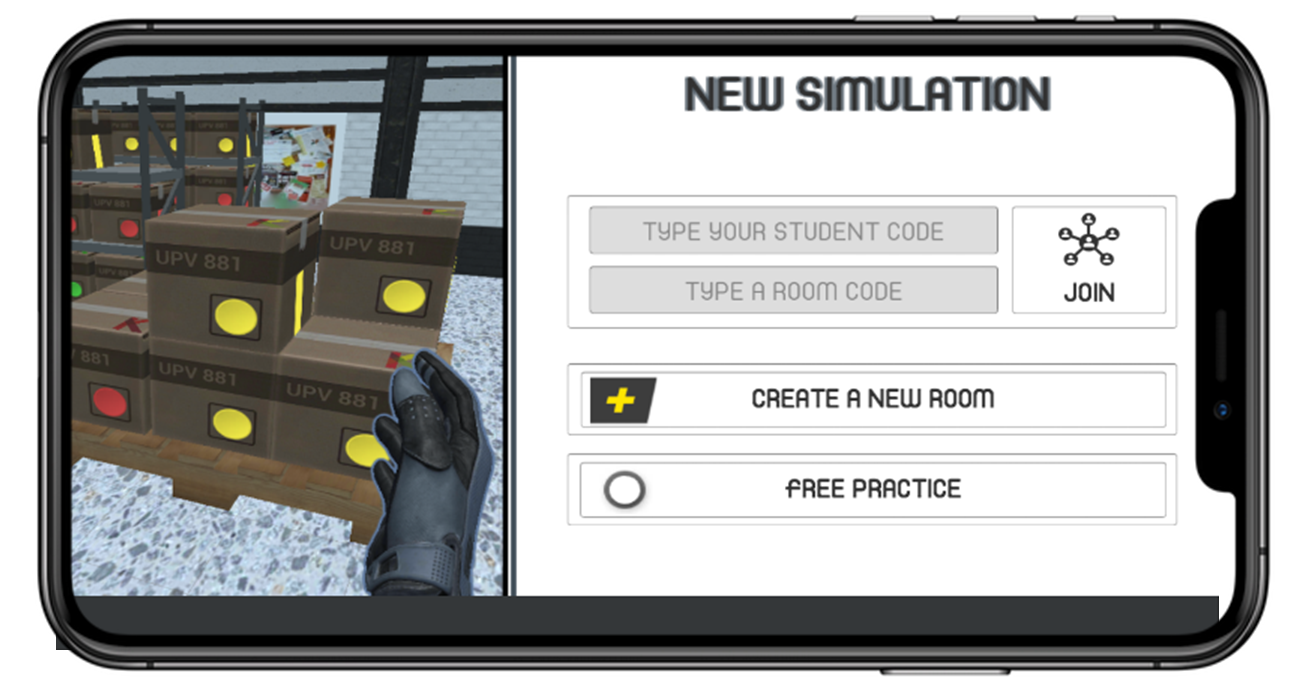 NEW SIMULATION
TYPE YOUR STUDENT CODE
TYPE A ROOM CODE
JOIN
CREATE A NEW ROOM
FREE PRACTICE
UPV 881
UPV 881
UPV 881
UPV 881
UPV 881
881